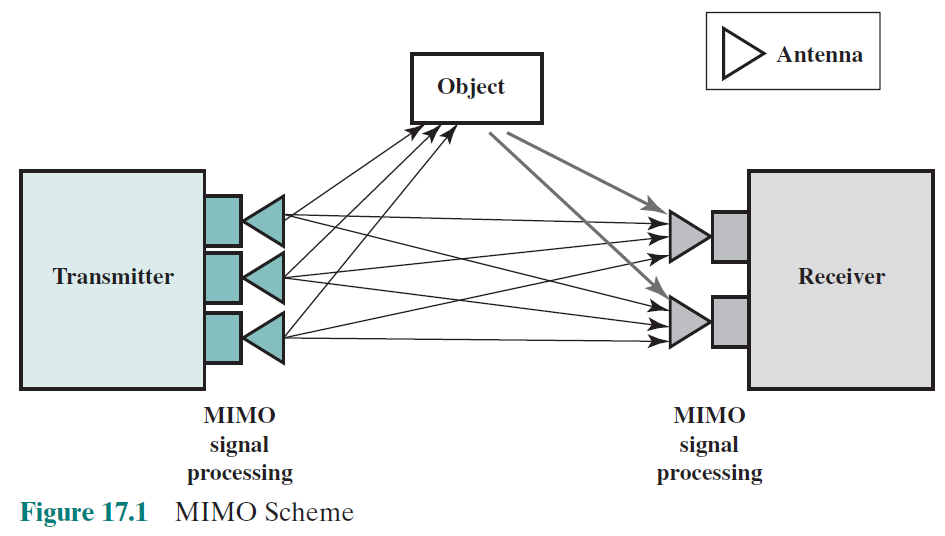 Antenna
Object
Transmitter
Receiver
MIMO
signal
processing
MIMO
signal
processing
Figure 17.1 MIMO Scheme